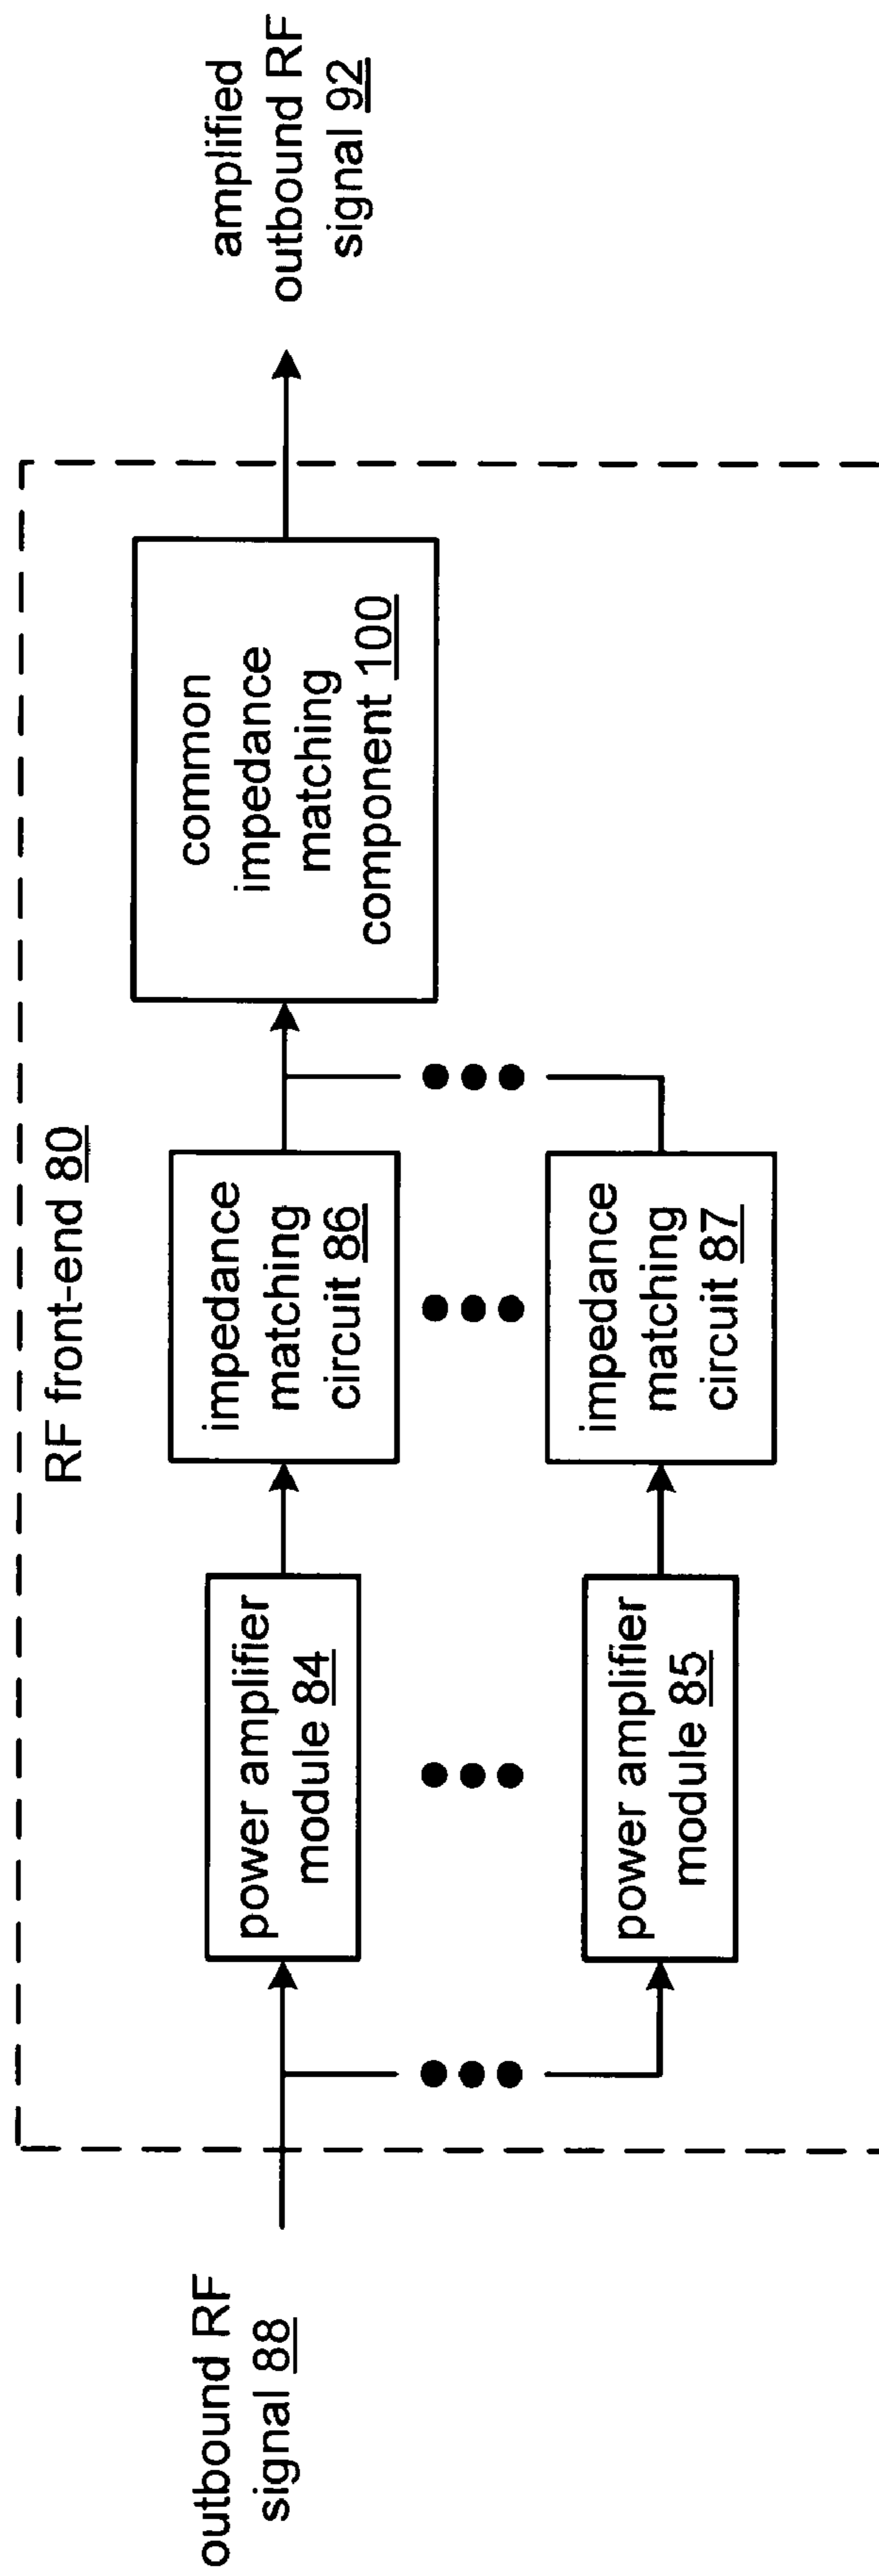 RF front-end 80
outbound RF
signal 88
power amplifier
module 84
impedance
matching
circuit 86
common
impedance
matching
component 100
amplified
outbound RF
signal 92
power amplifier
module 85
impedance
matching
circuit 87